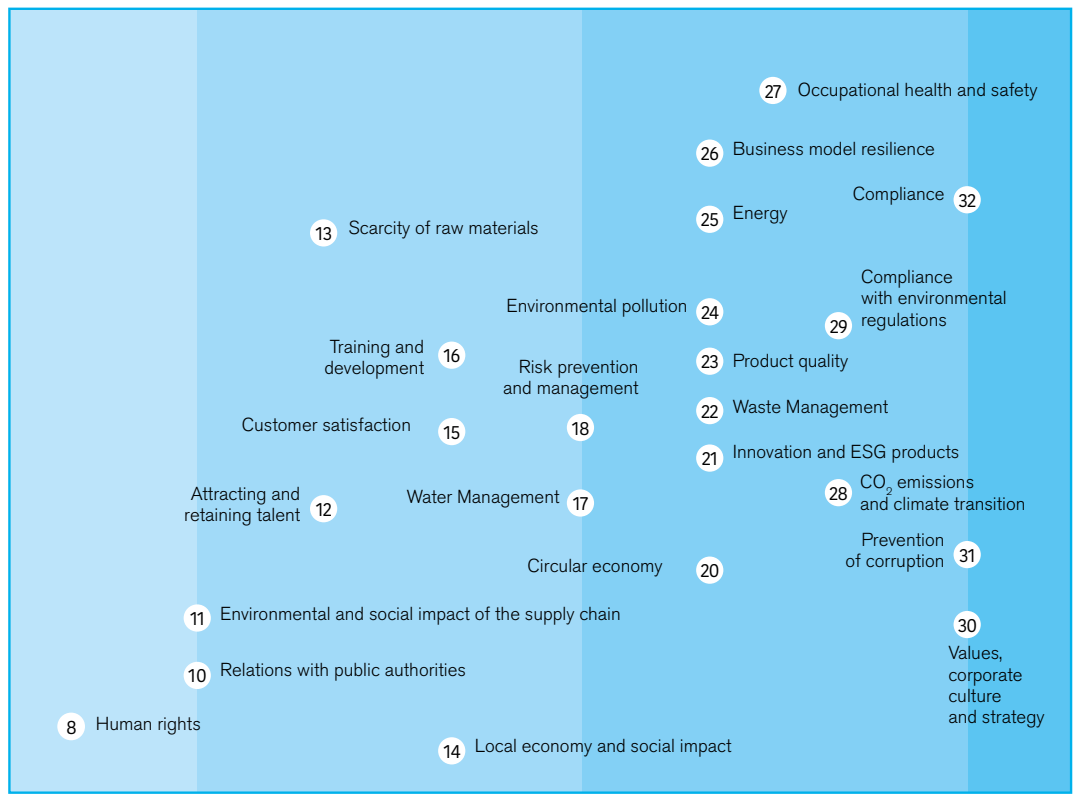 27 Occupational health and safety
26 Business model resilience
Compliance 32
25 Energy
13 Scarcity of raw materials
Compliance
with environmental
29 regulations
Environmental pollution 24
Training and
development 16
23 Product quality
Risk prevention
and management
18
22 Waste Management
Customer satisfaction 15
21 Innovation and ESG products
28 CO₂ emissions
and climate transition
Attracting and
retaining talent 12
Water Management 17
Prevention
of corruption 31
Circular economy 20
11 Environmental and social impact of the supply chain
30
Values,
corporate
culture
and strategy
10 Relations with public authorities
8 Human rights
14 Local economy and social impact